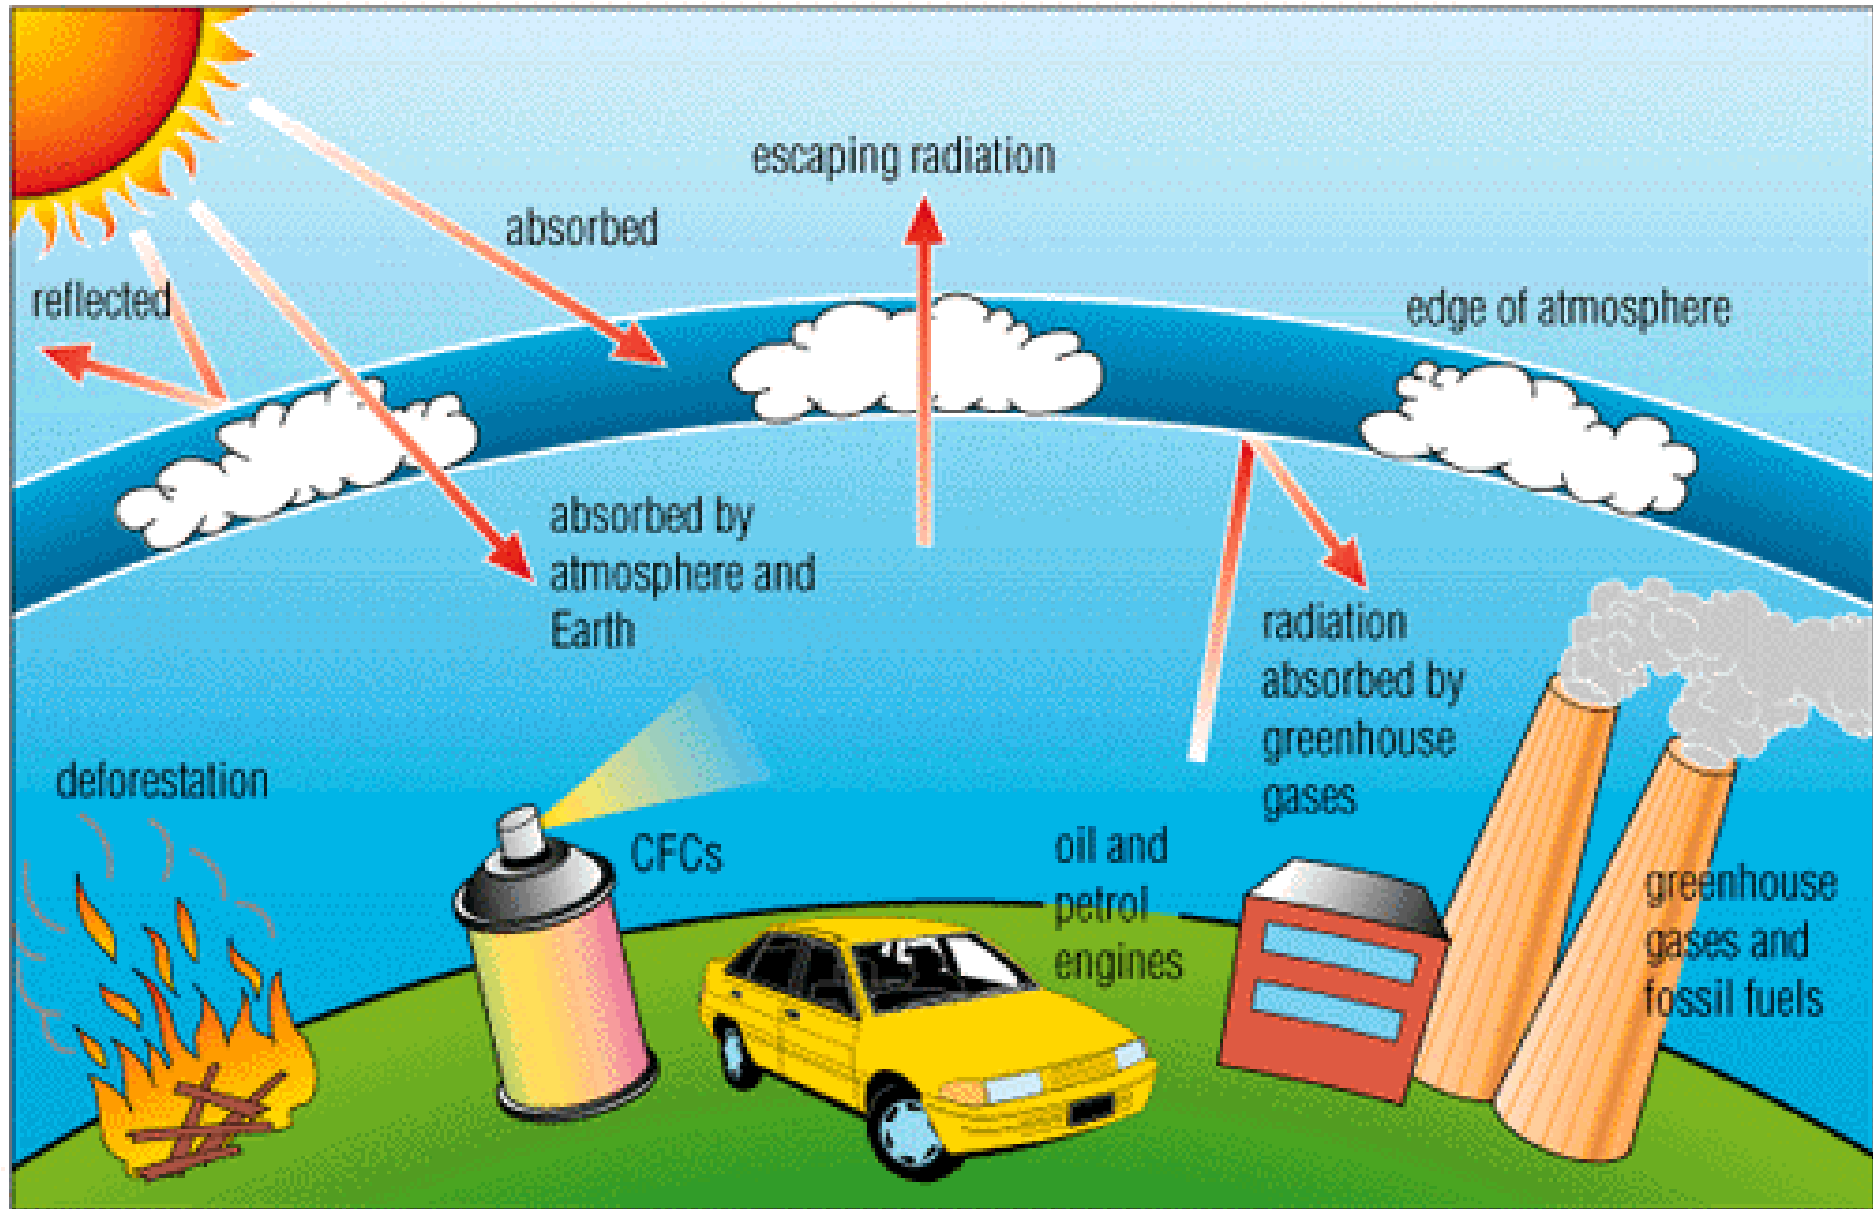 escaping radiation
absorbed
reflected
edge of atmosphere
absorbed by
atmosphere and
Earth
radiation
absorbed by
greenhouse
gases
deforestation
CFCs
oil and
petrol
engines
greenhouse
gases and
fossil fuels